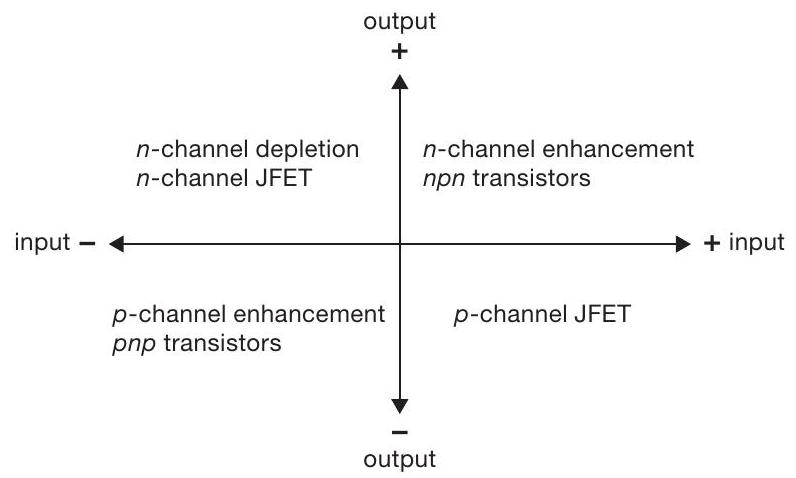 output
+
n-channel depletion
n-channel JFET
n-channel enhancement
npn transistors
input −
+ input
p-channel enhancement
pnp transistors
p-channel JFET
−
output